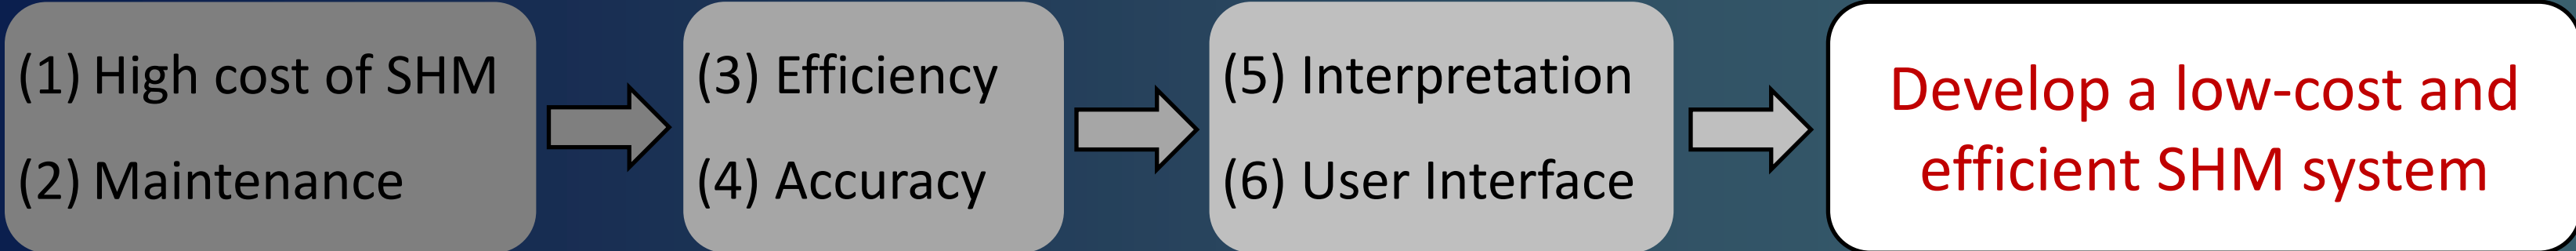 (1) High cost of SHM
(2) Maintenance
(3) Efficiency
(4) Accuracy
(5) Interpretation
(6) User Interface
Develop a low-cost and
efficient SHM system